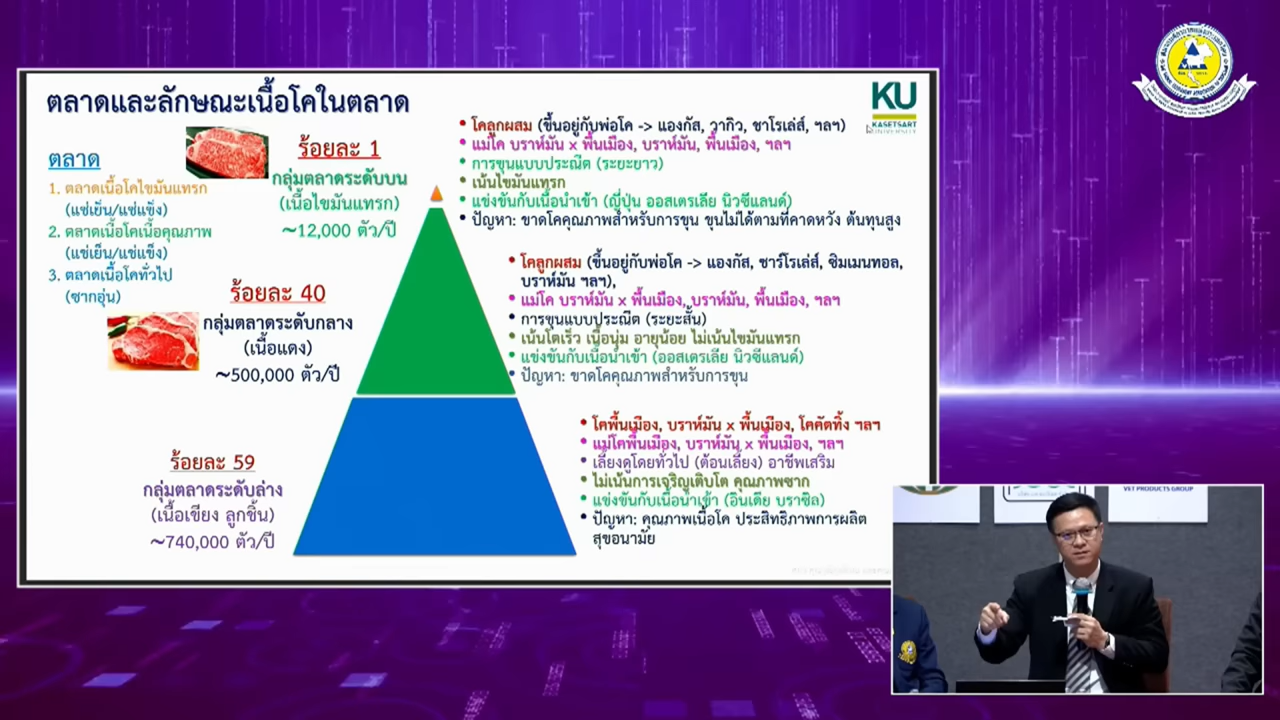 ตลาดและลักษณะเนื้อโคในตลาด
KU
KASETSART
UNIVERSITY
ตลาด
1. ตลาดเนื้อโคไขมันแทรก
(แช่เย็น/แช่แข็ง)
2. ตลาดเนื้อโคเนื้อคุณภาพ
(แช่เย็น/แช่แข็ง)
3. ตลาดเนื้อโคทั่วไป
(ซากอุ่น)
ร้อยละ 1
กลุ่มตลาดระดับบน
(เนื้อไขมันแทรก)
~12,000 ตัว/ปี
• โคลูกผสม (ขึ้นอยู่กับพ่อโค -> แองกัส, วากิว, ชาโรเล่ส์, ฯลฯ)
• แม่โค บราห์มัน x พื้นเมือง, บราห์มัน, พื้นเมือง, ฯลฯ
• การขุนแบบประณีต (ระยะยาว)
• เน้นไขมันแทรก
• แข่งขันกับเนื้อนำเข้า (ญี่ปุ่น ออสเตรเลีย นิวซีแลนด์)
• ปัญหา: ขาดโคคุณภาพสำหรับการขุน ขุนไม่ได้ตามที่คาดหวัง ต้นทุนสูง
ร้อยละ 40
กลุ่มตลาดระดับกลาง
(เนื้อแดง)
~500,000 ตัว/ปี
• โคลูกผสม (ขึ้นอยู่กับพ่อโค -> แองกัส, ชาร์โรเล่ส์, ซิมเมนทอล,
บราห์มัน ฯลฯ),
• แม่โค บราห์มัน x พื้นเมือง, บราห์มัน, พื้นเมือง, ฯลฯ
• การขุนแบบประณีต (ระยะสั้น)
• เน้นโตเร็ว เนื้อนุ่ม อายุน้อย ไม่เน้นไขมันแทรก
• แข่งขันกับเนื้อนำเข้า (ออสเตรเลีย นิวซีแลนด์)
• ปัญหา: ขาดโคคุณภาพสำหรับการขุน
ร้อยละ 59
กลุ่มตลาดระดับล่าง
(เนื้อเขียง ลูกชิ้น)
~740,000 ตัว/ปี
• โคพื้นเมือง, บราห์มัน x พื้นเมือง, โคคัดทิ้ง ฯลฯ
• แม่โคพื้นเมือง, บราห์มัน x พื้นเมือง, ฯลฯ
• เลี้ยงดูโดยทั่วไป (ต้อนเลี้ยง) อาชีพเสริม
• ไม่เน้นการเจริญเติบโต คุณภาพซาก
• แข่งขันกับเนื้อนำเข้า (อินเดีย บราซิล)
• ปัญหา: คุณภาพเนื้อโค ประสิทธิภาพการผลิต
สุขอนามัย
VET PRODUCTS GROUP